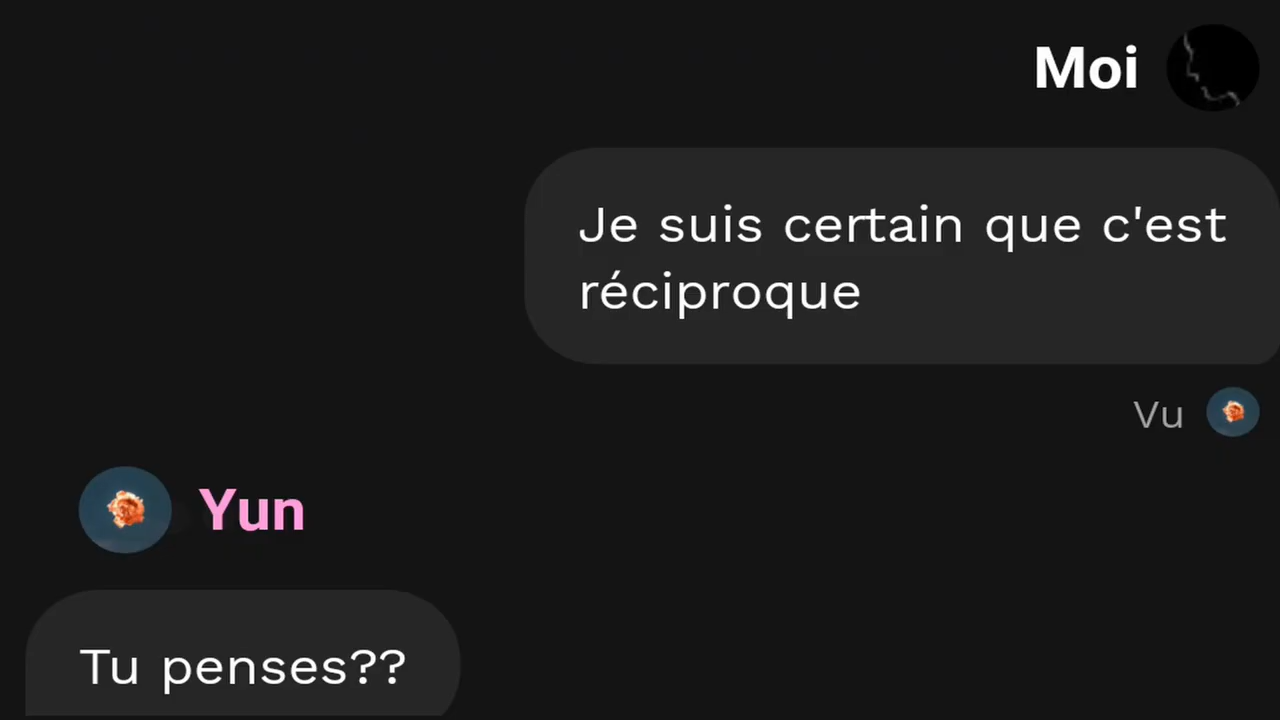 Moi
Je suis certain que c'est
réciproque
Vu
Yun
Tu penses??